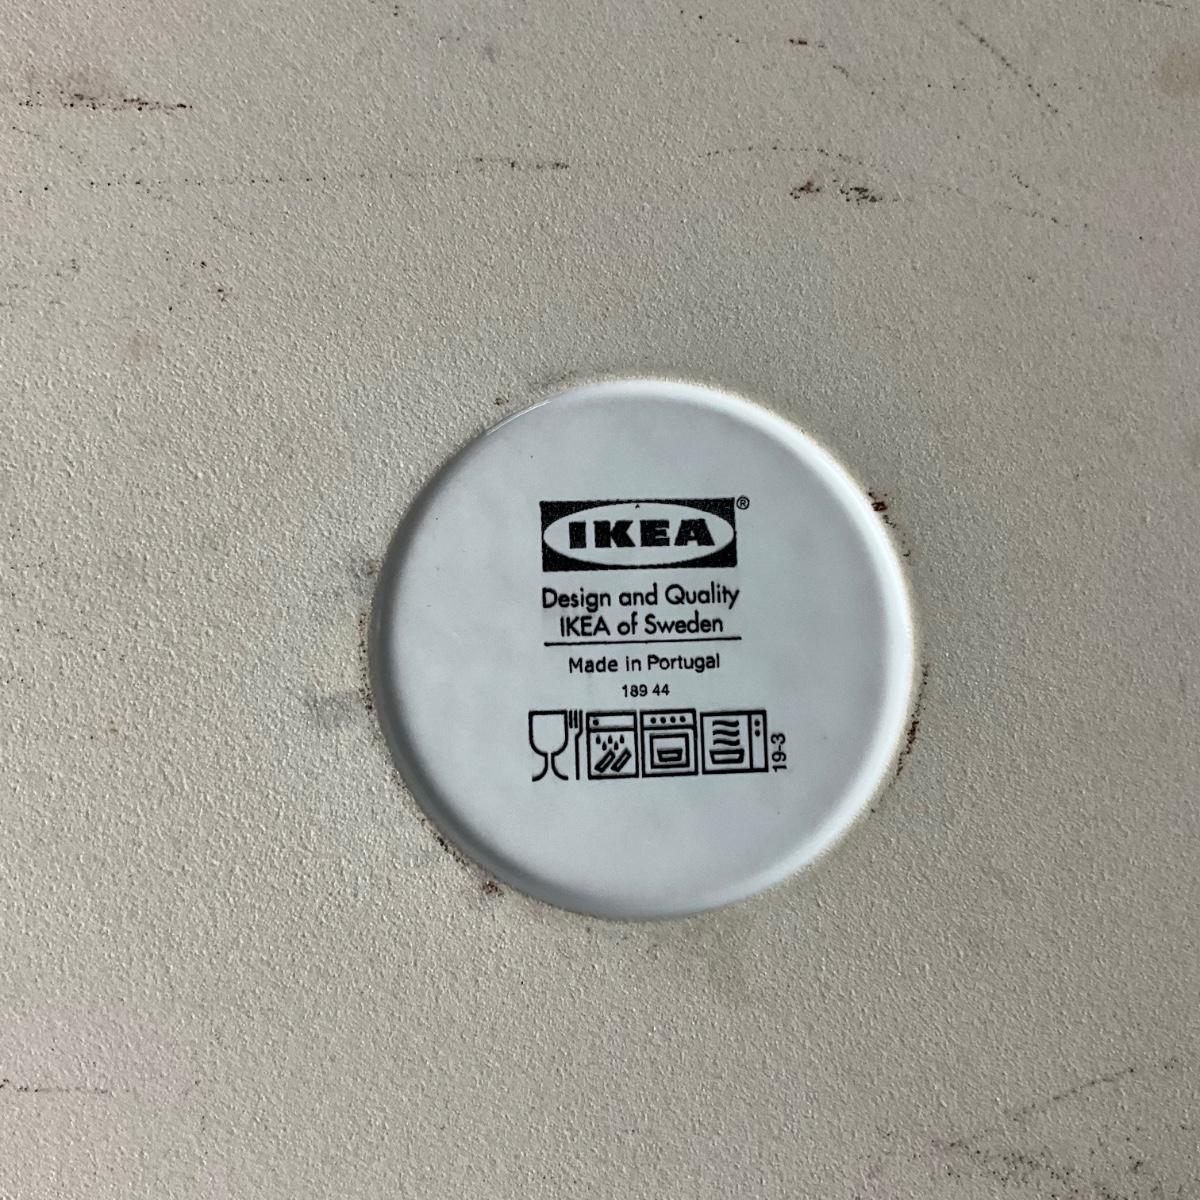 IKEA®
Design and Quality
IKEA of Sweden
Made in Portugal
189 44
19-3